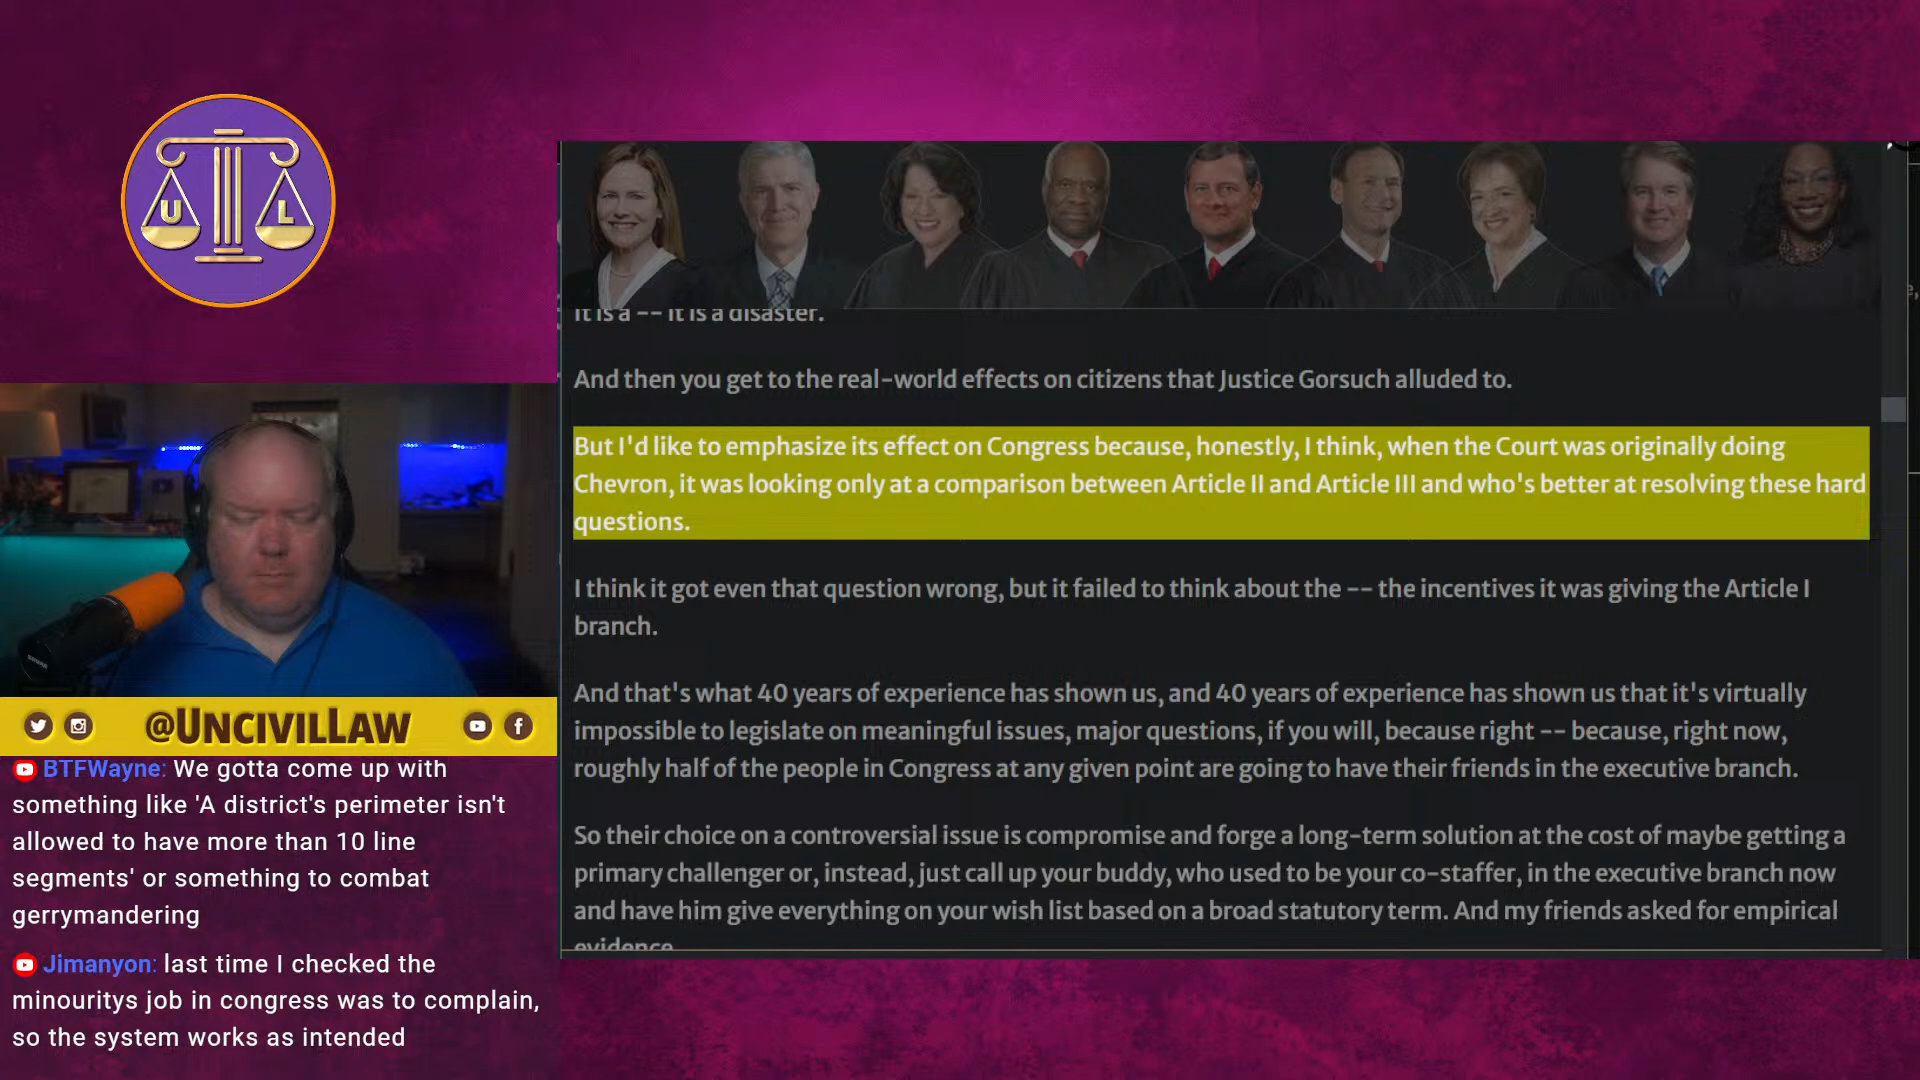 U L
It is a -- it is a disaster.
And then you get to the real-world effects on citizens that Justice Gorsuch alluded to.
But I'd like to emphasize its effect on Congress because, honestly, I think, when the Court was originally doing
Chevron, it was looking only at a comparison between Article II and Article III and who's better at resolving these hard
questions.
I think it got even that question wrong, but it failed to think about the -- the incentives it was giving the Article I
branch.
And that's what 40 years of experience has shown us, and 40 years of experience has shown us that it's virtually
impossible to legislate on meaningful issues, major questions, if you will, because right -- because, right now,
roughly half of the people in Congress at any given point are going to have their friends in the executive branch.
So their choice on a controversial issue is compromise and forge a long-term solution at the cost of maybe getting a
primary challenger or, instead, just call up your buddy, who used to be your co-staffer, in the executive branch now
and have him give everything on your wish list based on a broad statutory term. And my friends asked for empirical
evidence
@UNCIVILLAW
BTFWayne: We gotta come up with
something like 'A district's perimeter isn't
allowed to have more than 10 line
segments' or something to combat
gerrymandering
Jimanyon: last time I checked the
minouritys job in congress was to complain,
so the system works as intended